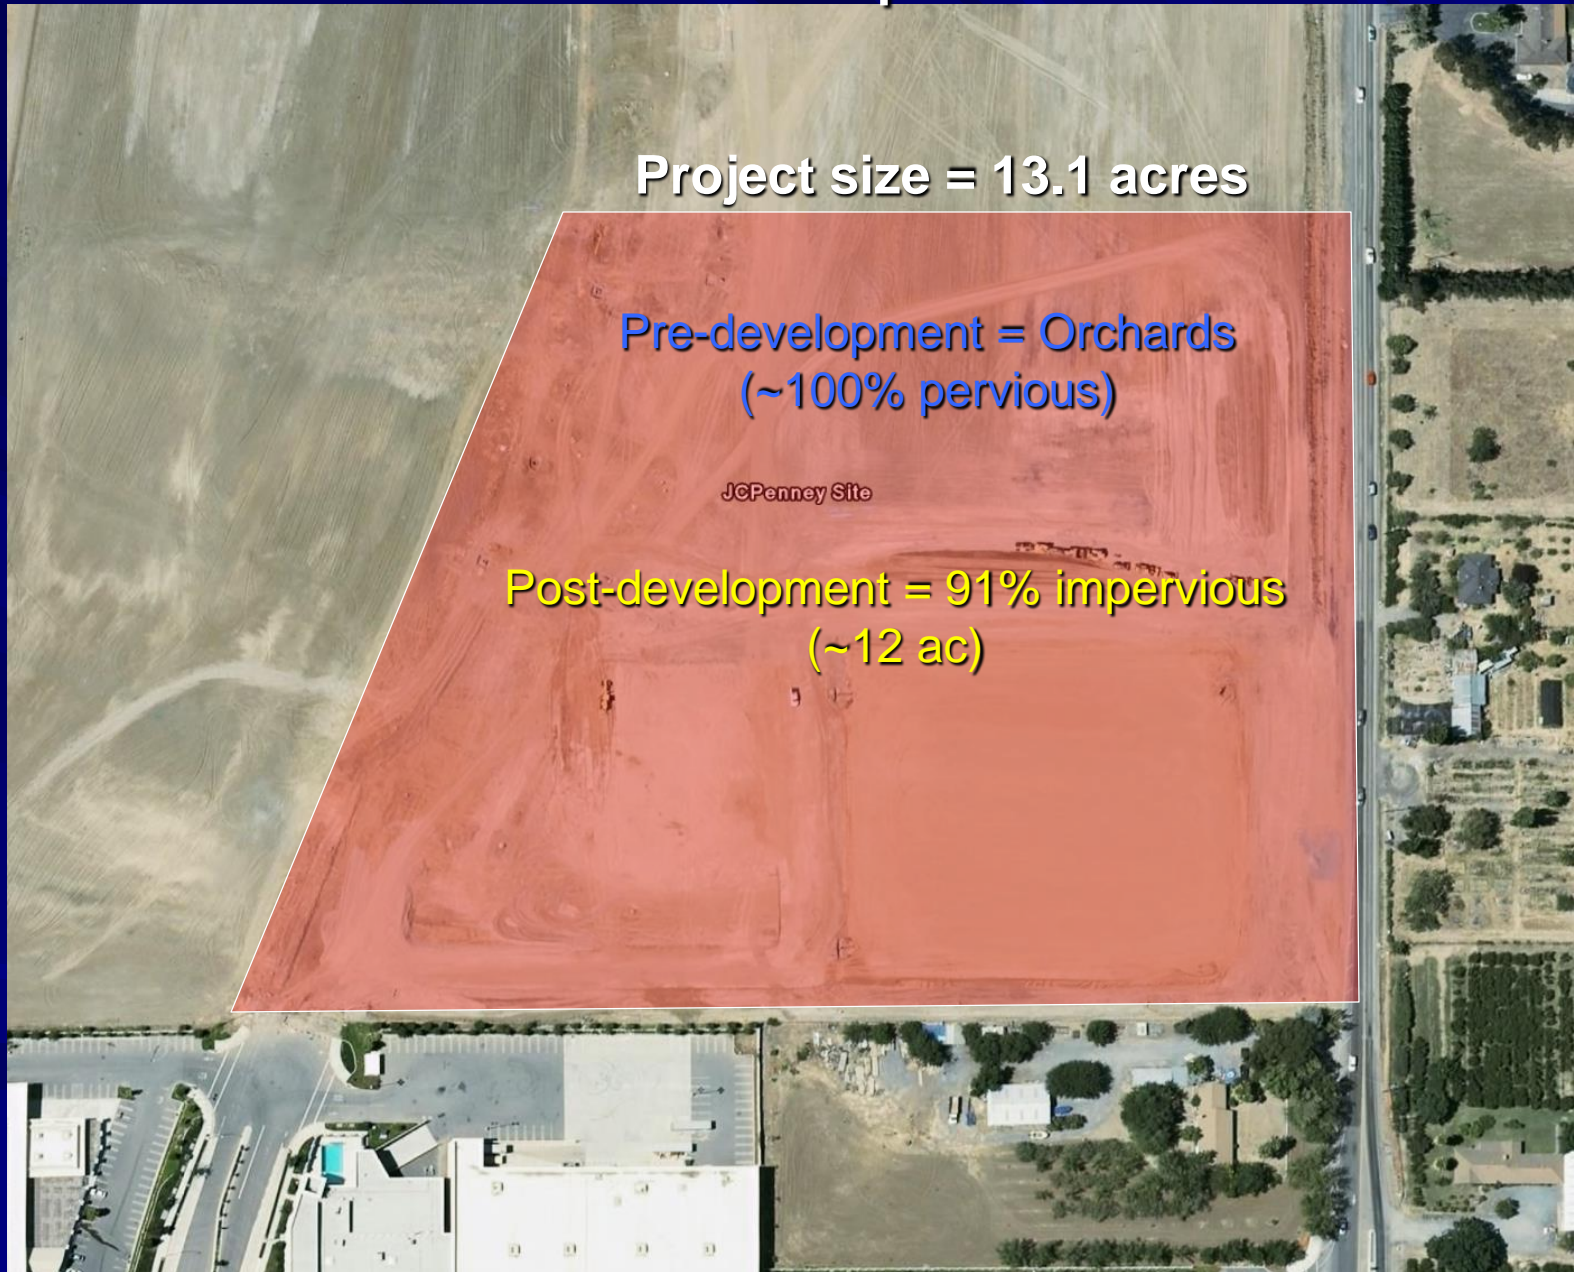 Project size = 13.1 acres
Pre-development = Orchards
(~100% pervious)
JCPenney Site
Post-development = 91% impervious
(~12 ac)